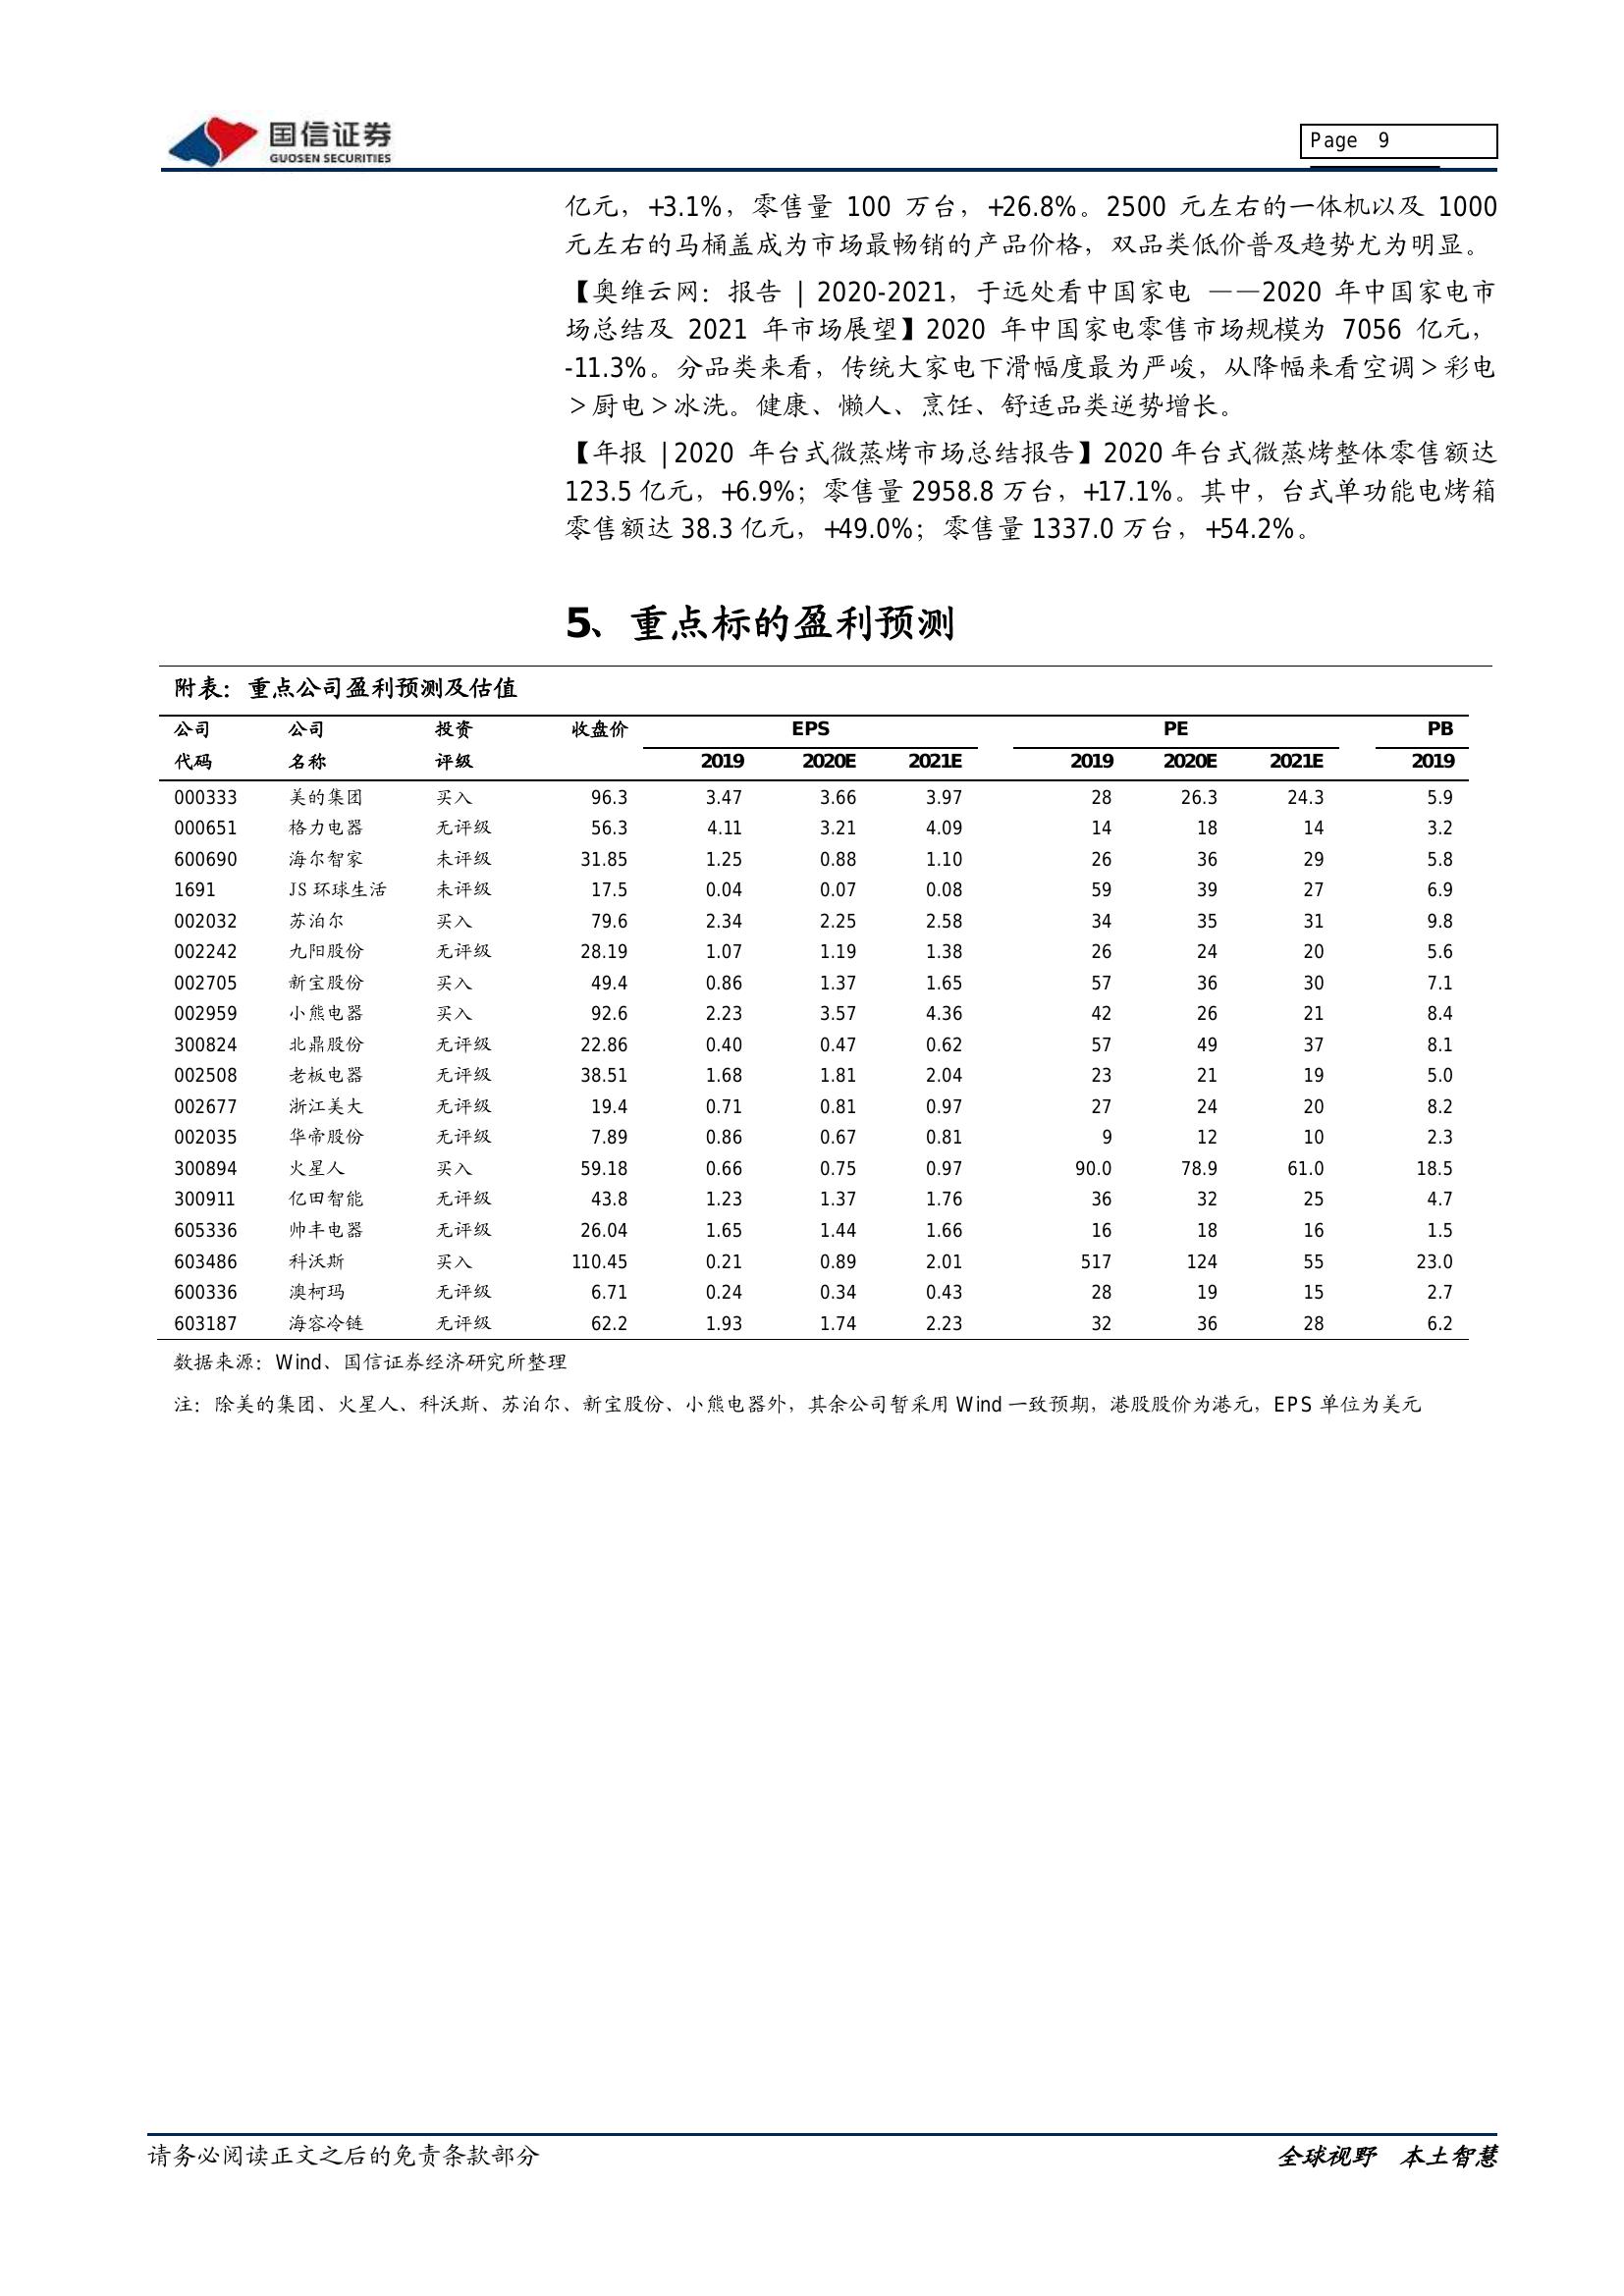 国信证券
GUOSEN SECURITIES
Page 9
亿元，+3.1%，零售量 100 万台，+26.8%。2500 元左右的一体机以及 1000
元左右的马桶盖成为市场最畅销的产品价格，双品类低价普及趋势尤为明显。
【奥维云网：报告 | 2020-2021，于远处看中国家电 ——2020 年中国家电市
场总结及 2021 年市场展望】2020 年中国家电零售市场规模为 7056 亿元，
-11.3%。分品类来看，传统大家电下滑幅度最为严峻，从降幅来看空调＞彩电
＞厨电＞冰洗。健康、懒人、烹饪、舒适品类逆势增长。
【年报 |2020 年台式微蒸烤市场总结报告】2020 年台式微蒸烤整体零售额达
123.5 亿元，+6.9%；零售量 2958.8 万台，+17.1%。其中，台式单功能电烤箱
零售额达 38.3 亿元，+49.0%；零售量 1337.0 万台，+54.2%。
5、重点标的盈利预测
附表：重点公司盈利预测及估值
公司 公司 投资 收盘价 EPS PE PB
代码 名称 评级 2019 2020E 2021E 2019 2020E 2021E 2019
000333 美的集团 买入 96.3 3.47 3.66 3.97 28 26.3 24.3 5.9
000651 格力电器 无评级 56.3 4.11 3.21 4.09 14 18 14 3.2
600690 海尔智家 未评级 31.85 1.25 0.88 1.10 26 36 29 5.8
1691 JS 环球生活 未评级 17.5 0.04 0.07 0.08 59 39 27 6.9
002032 苏泊尔 买入 79.6 2.34 2.25 2.58 34 35 31 9.8
002242 九阳股份 无评级 28.19 1.07 1.19 1.38 26 24 20 5.6
002705 新宝股份 买入 49.4 0.86 1.37 1.65 57 36 30 7.1
002959 小熊电器 买入 92.6 2.23 3.57 4.36 42 26 21 8.4
300824 北鼎股份 无评级 22.86 0.40 0.47 0.62 57 49 37 8.1
002508 老板电器 无评级 38.51 1.68 1.81 2.04 23 21 19 5.0
002677 浙江美大 无评级 19.4 0.71 0.81 0.97 27 24 20 8.2
002035 华帝股份 无评级 7.89 0.86 0.67 0.81 9 12 10 2.3
300894 火星人 买入 59.18 0.66 0.75 0.97 90.0 78.9 61.0 18.5
300911 亿田智能 无评级 43.8 1.23 1.37 1.76 36 32 25 4.7
605336 帅丰电器 无评级 26.04 1.65 1.44 1.66 16 18 16 1.5
603486 科沃斯 买入 110.45 0.21 0.89 2.01 517 124 55 23.0
600336 澳柯玛 无评级 6.71 0.24 0.34 0.43 28 19 15 2.7
603187 海容冷链 无评级 62.2 1.93 1.74 2.23 32 36 28 6.2
数据来源：Wind、国信证券经济研究所整理
注：除美的集团、火星人、科沃斯、苏泊尔、新宝股份、小熊电器外，其余公司暂采用 Wind 一致预期，港股股价为港元，EPS 单位为美元
请务必阅读正文之后的免责条款部分 全球视野 本土智慧